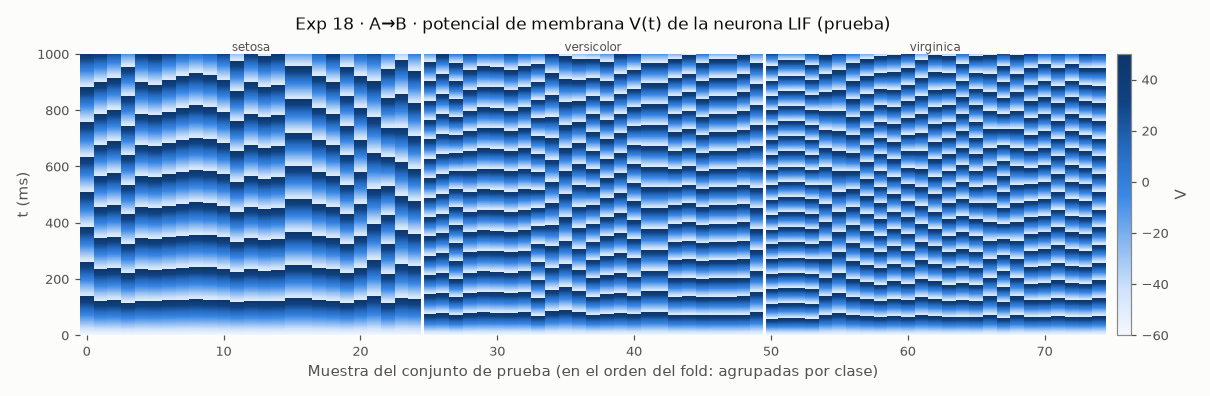 Exp 18 · A→B · potencial de membrana V(t) de la neurona LIF (prueba)
setosa versicolor virginica
1000
800
600
400
200
0
t (ms)
0 10 20 30 40 50 60 70
Muestra del conjunto de prueba (en el orden del fold: agrupadas por clase)
40
20
0
−20
−40
−60
V